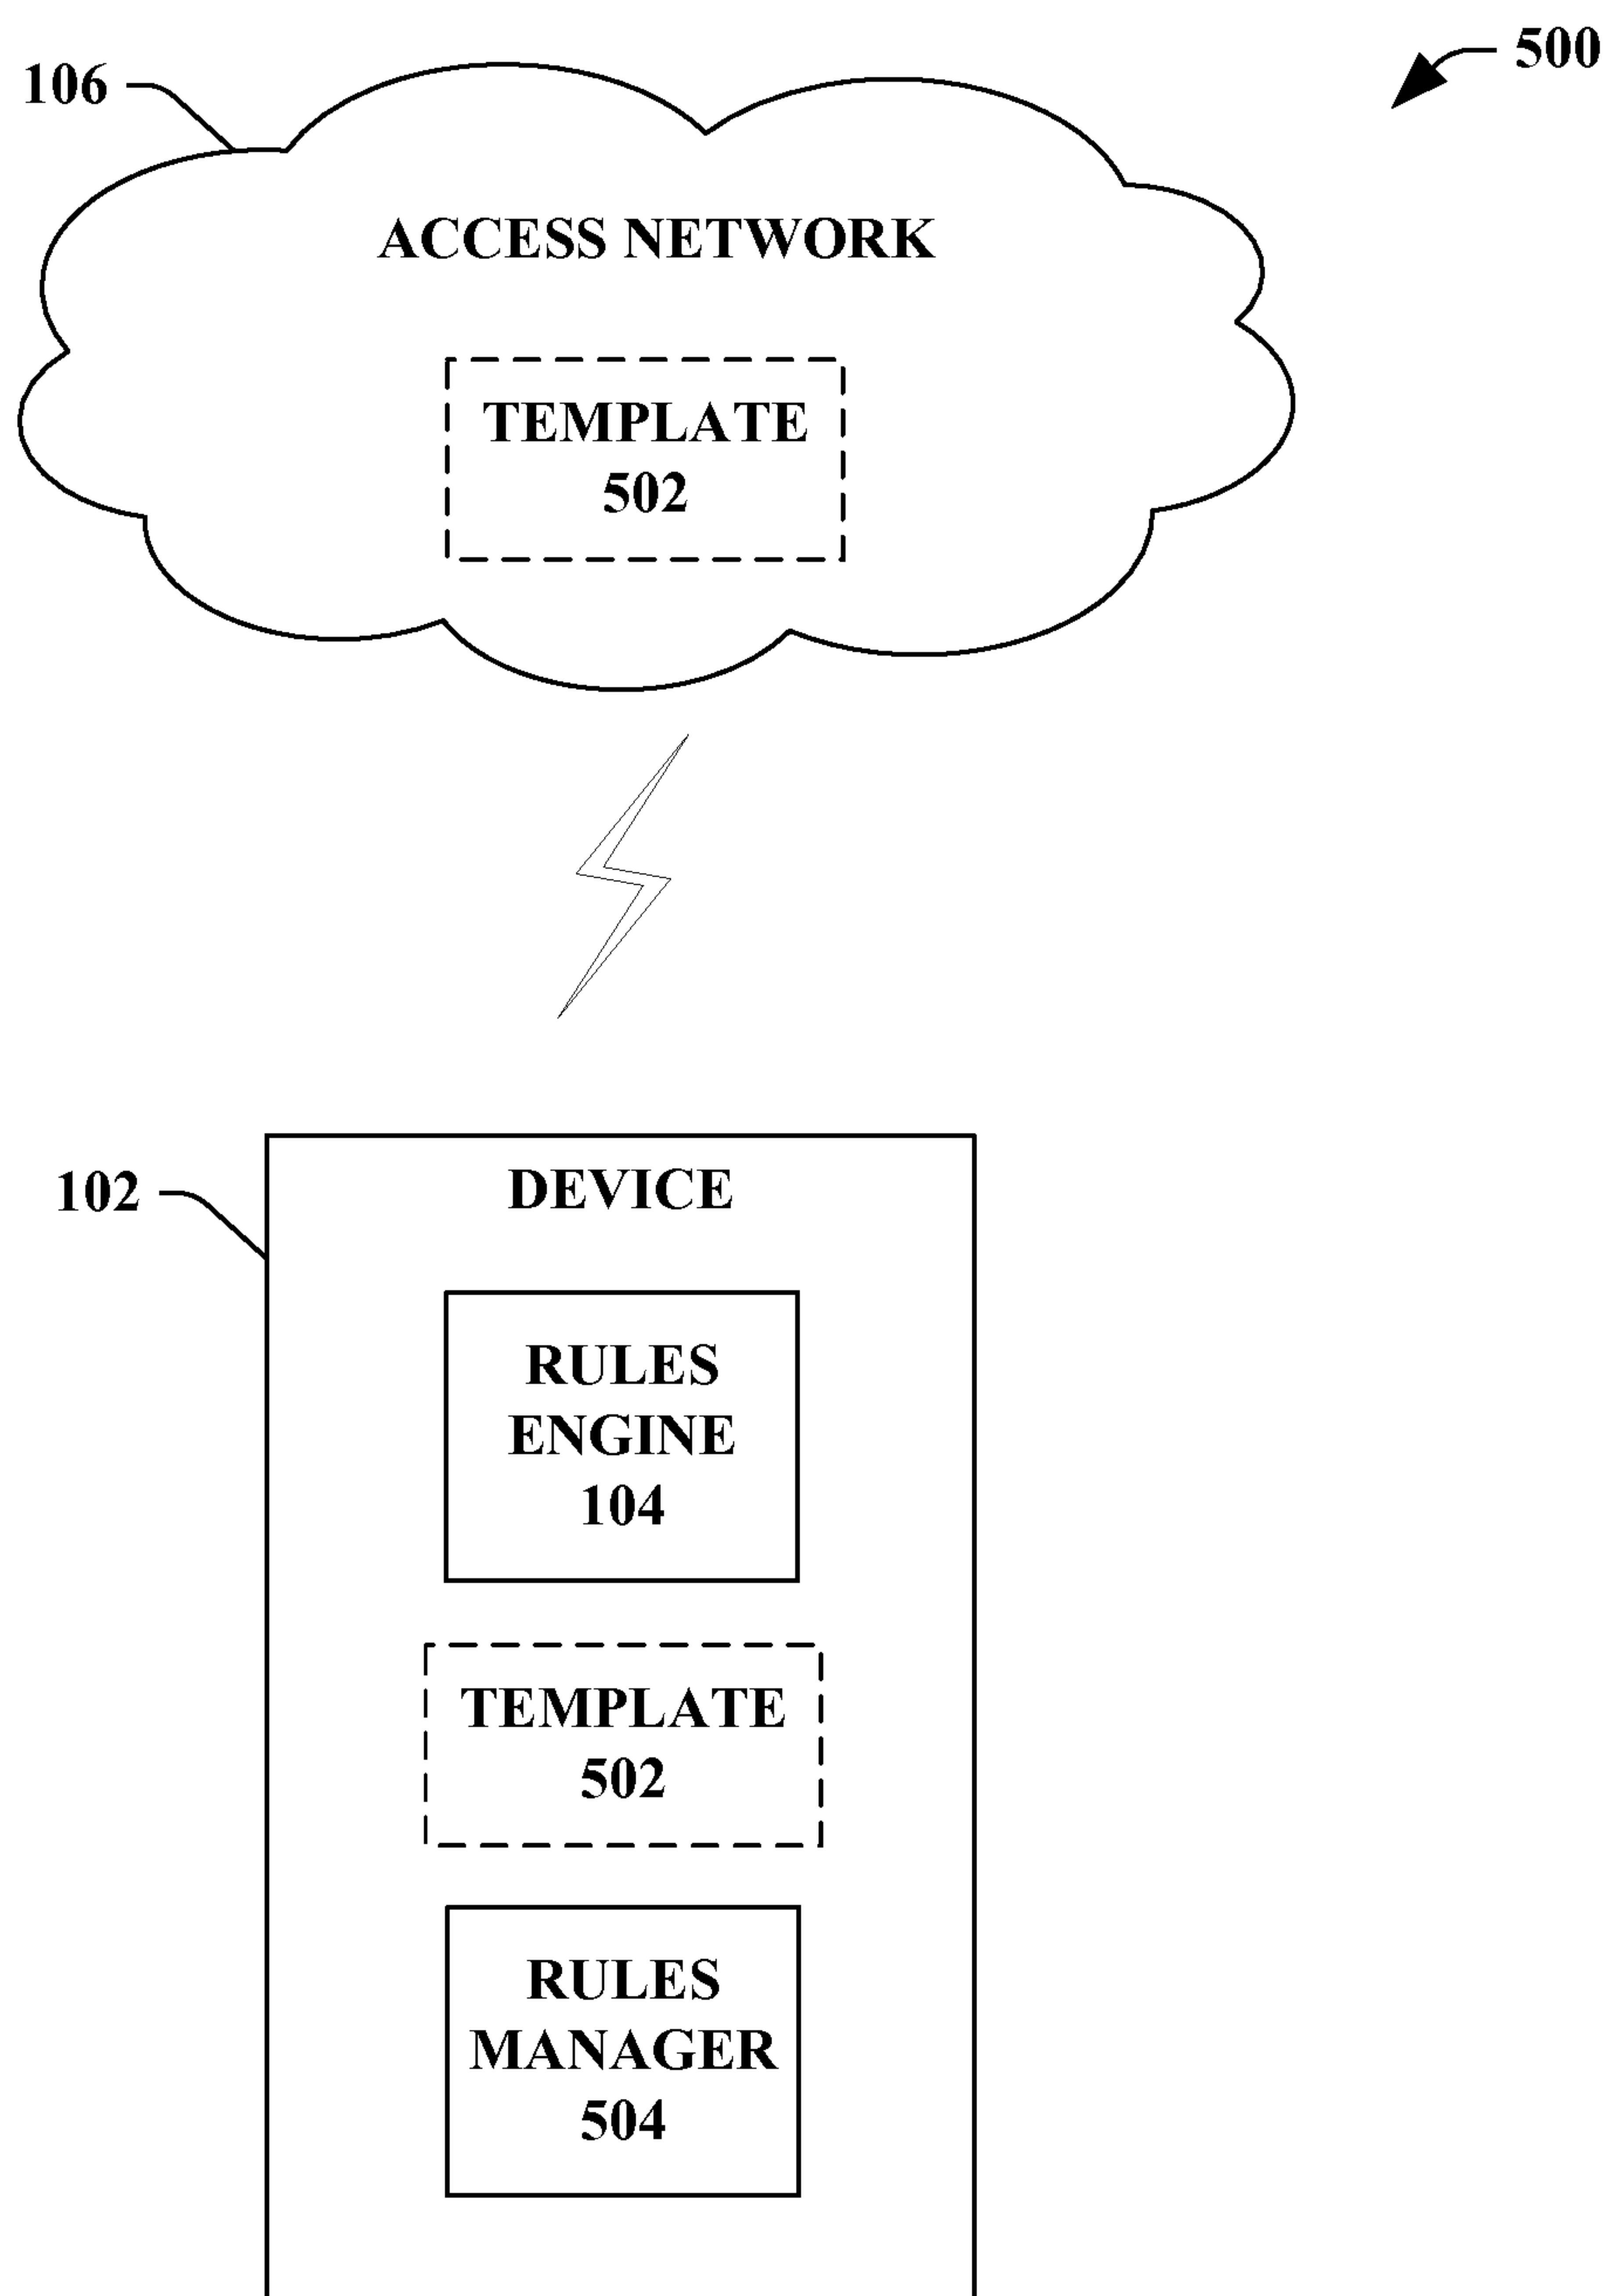 500
106
ACCESS NETWORK
TEMPLATE
502
102
DEVICE
RULES
ENGINE
104
TEMPLATE
502
RULES
MANAGER
504